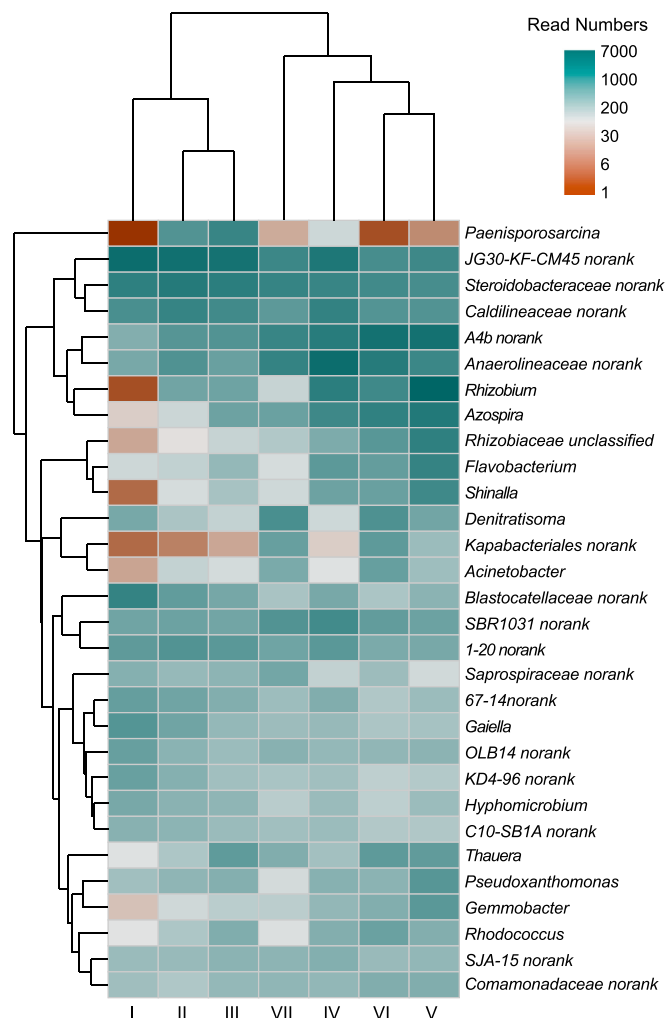 Read Numbers
7000
1000
200
30
6
1
Paenisporosarcina
JG30-KF-CM45 norank
Steroidobacteraceae norank
Caldilineaceae norank
A4b norank
Anaerolineaceae norank
Rhizobium
Azospira
Rhizobiaceae unclassified
Flavobacterium
Shinalla
Denitratisoma
Kapabacteriales norank
Acinetobacter
Blastocatellaceae norank
SBR1031 norank
1-20 norank
Saprospiraceae norank
67-14norank
Gaiella
OLB14 norank
KD4-96 norank
Hyphomicrobium
C10-SB1A norank
Thauera
Pseudoxanthomonas
Gemmobacter
Rhodococcus
SJA-15 norank
Comamonadaceae norank
I II III VII IV VI V